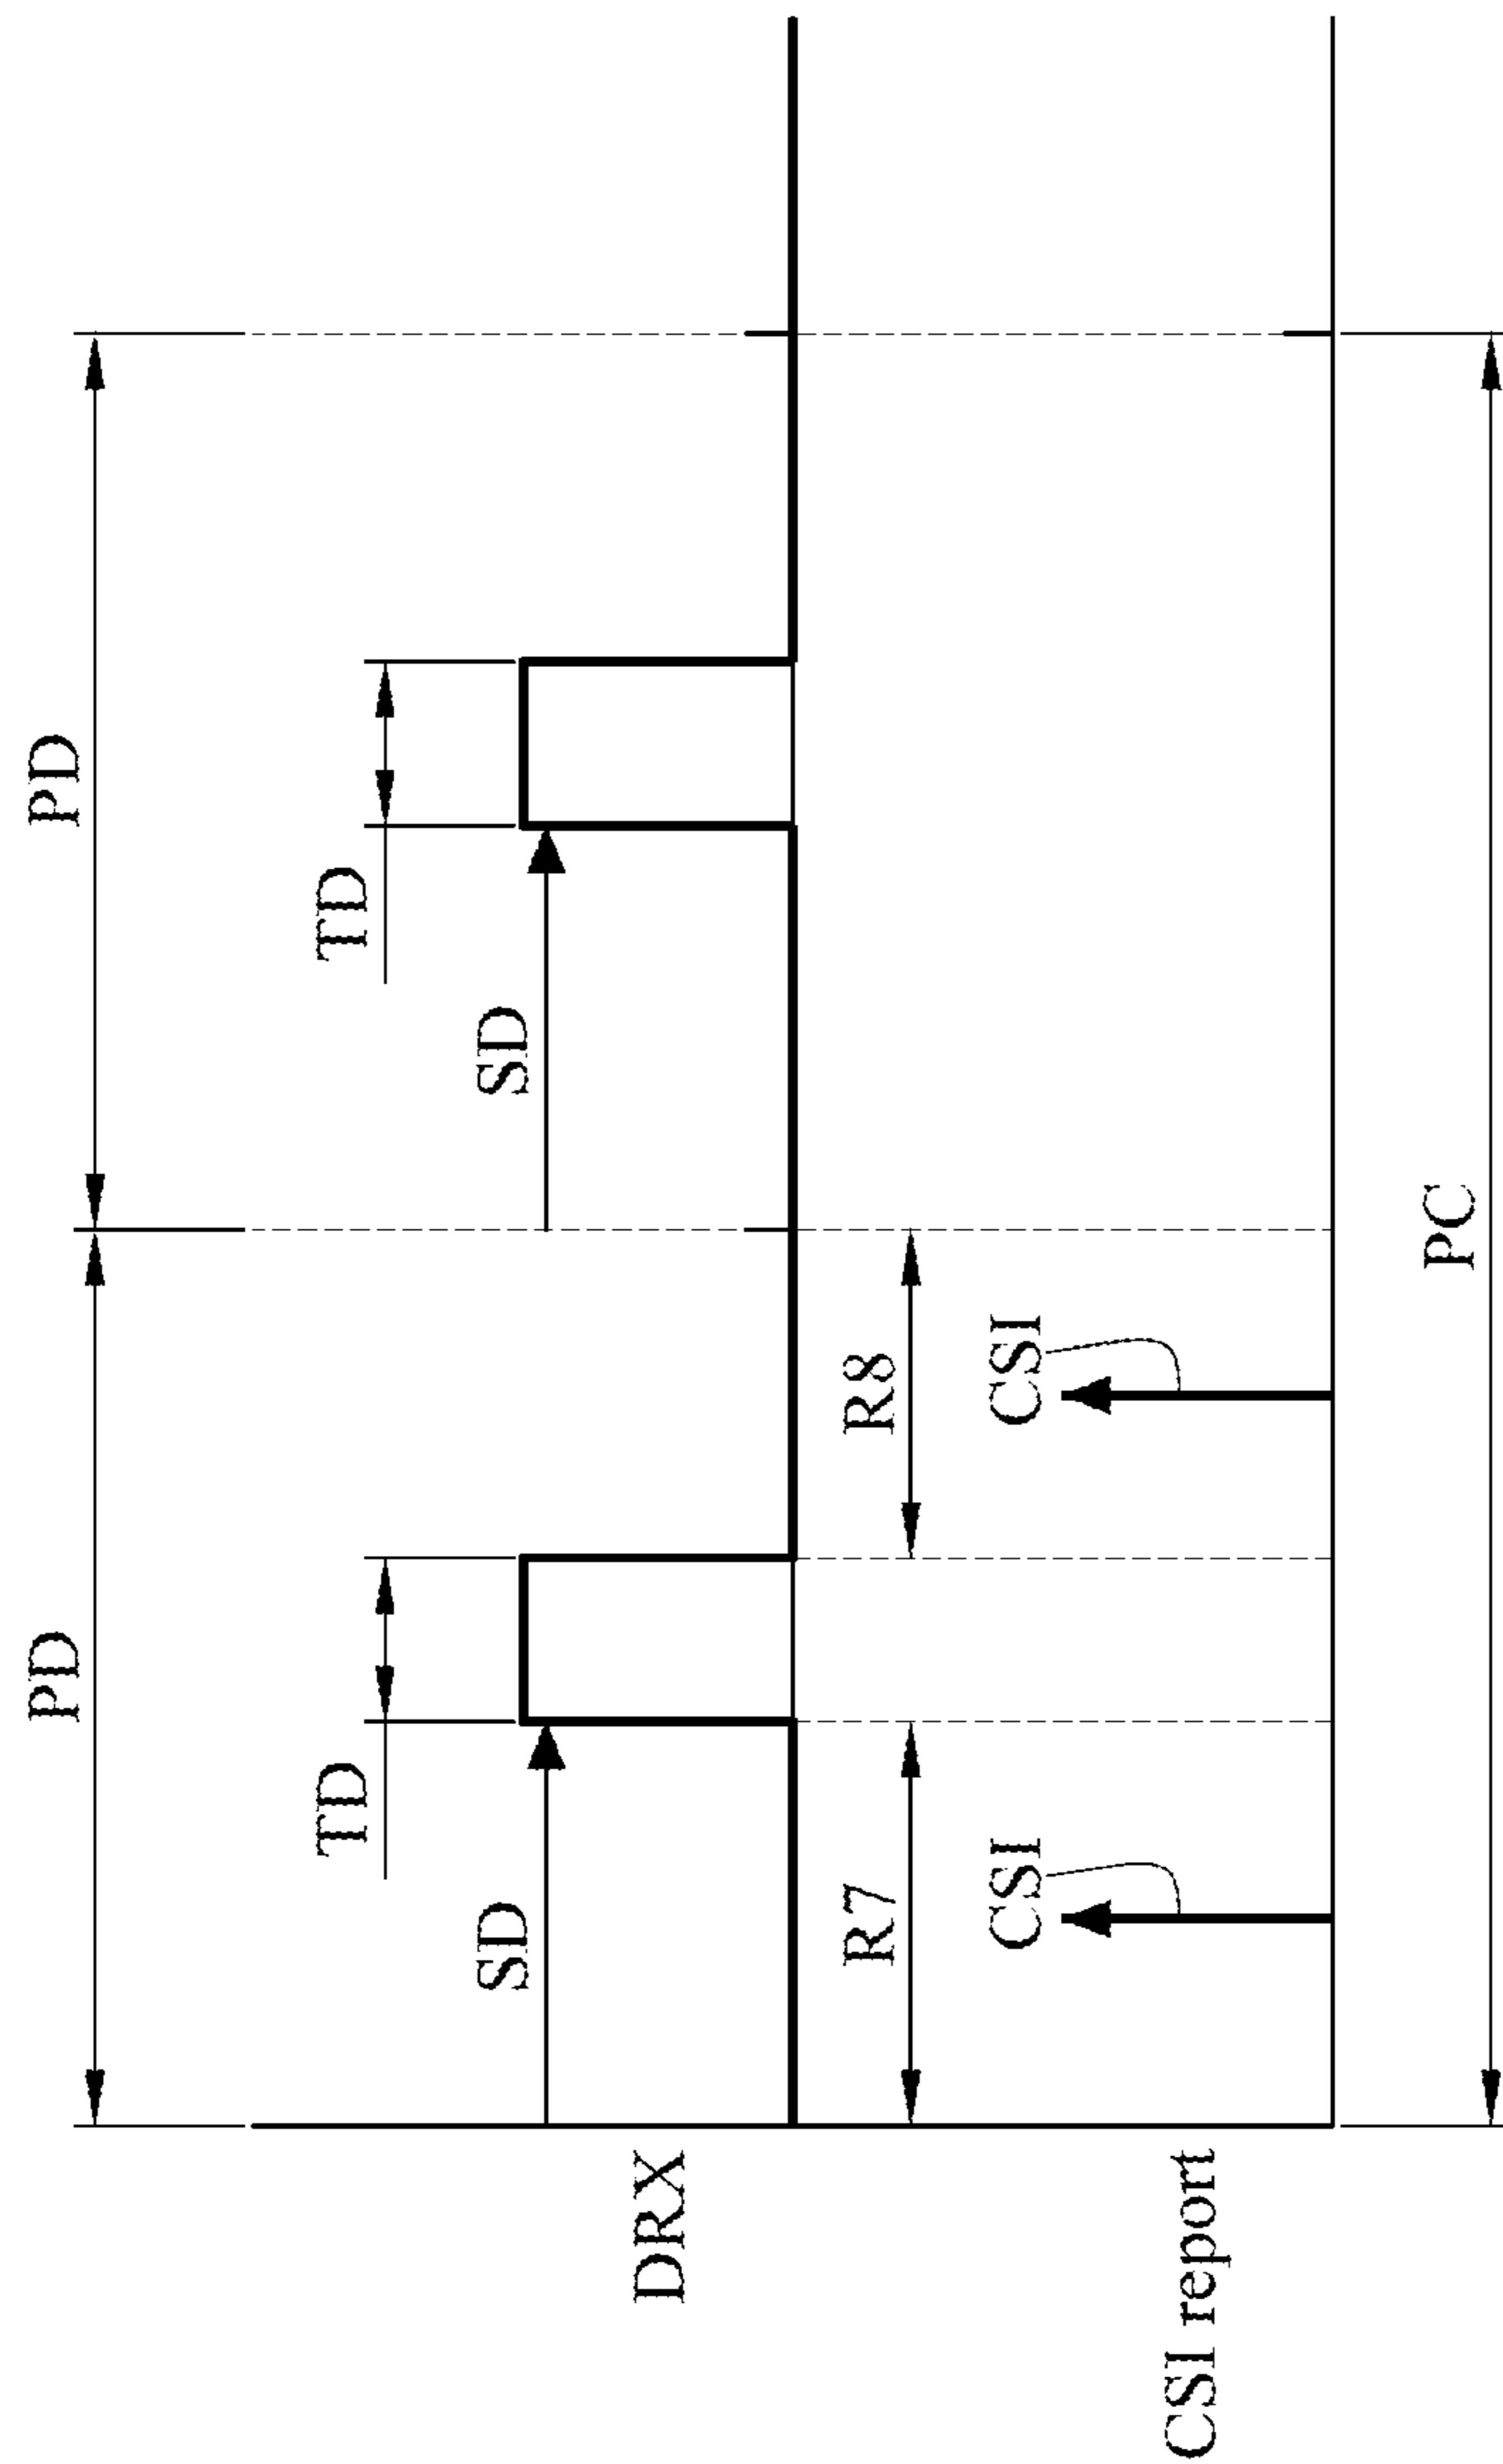 PD
PD
TD
TD
SD
SD
DRX
R7
R8
CSI
CSI
CSI report
PC